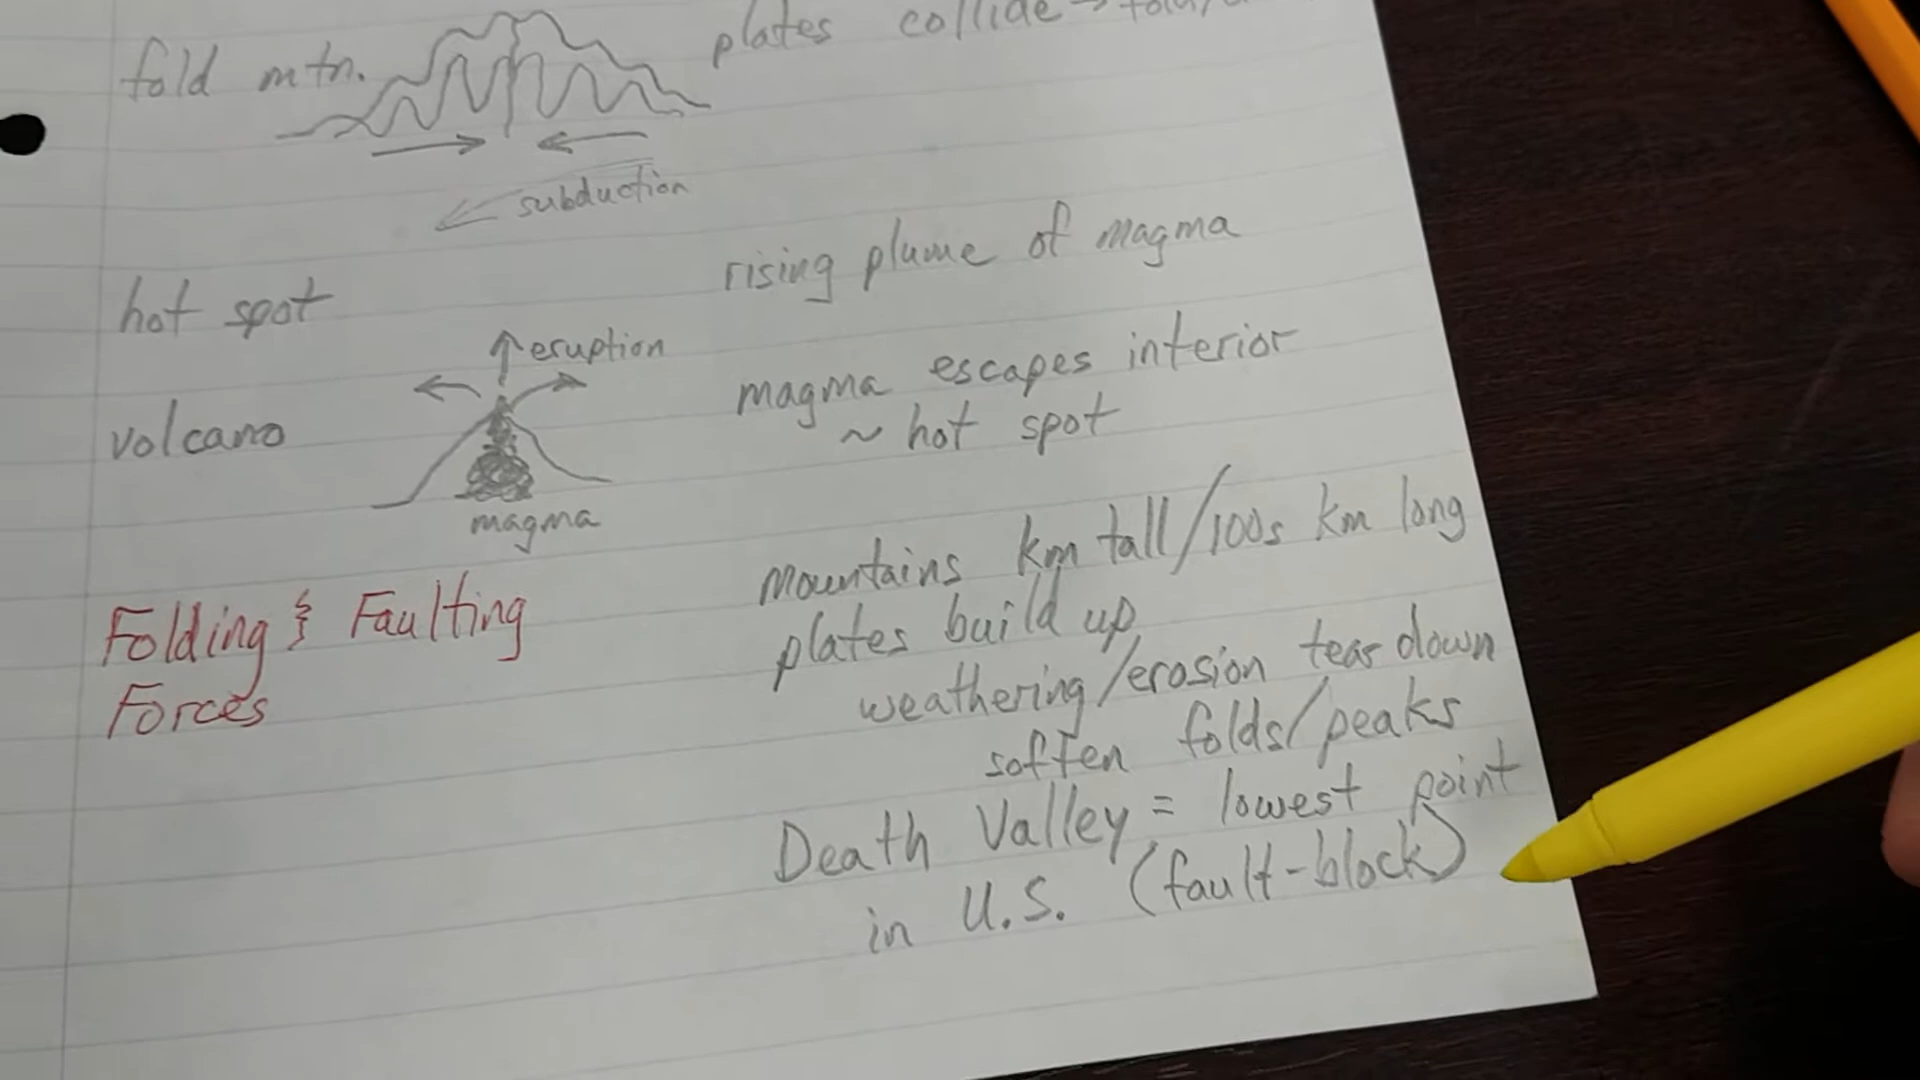 fold mtn.
plates collide →
subduction
hot spot
rising plume of magma
volcano
eruption
magma
magma escapes interior
~ hot spot
Folding & Faulting
Forces
mountains km tall/100s km long
plates build up
weathering/erosion tear down
soften folds/peaks
Death Valley = lowest point
in U.S. (fault-block)